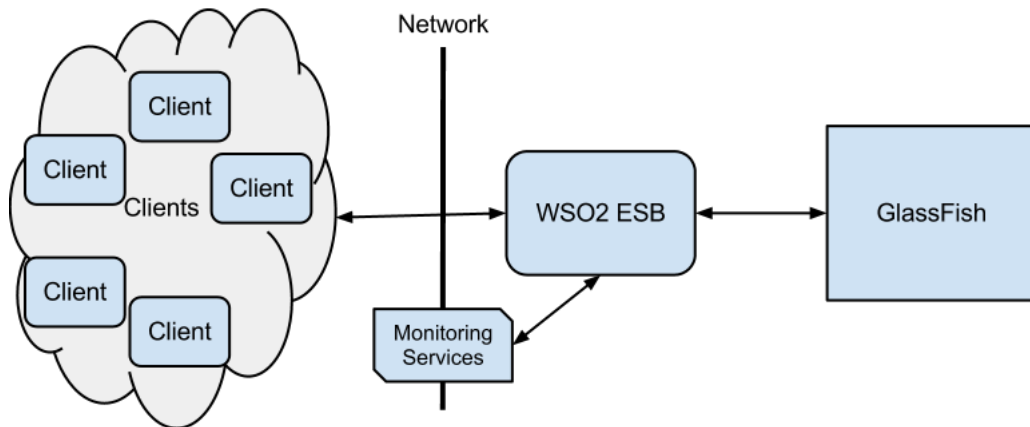 Network
Client
Client
Client
Clients
WSO2 ESB
GlassFish
Client
Client
Monitoring
Services